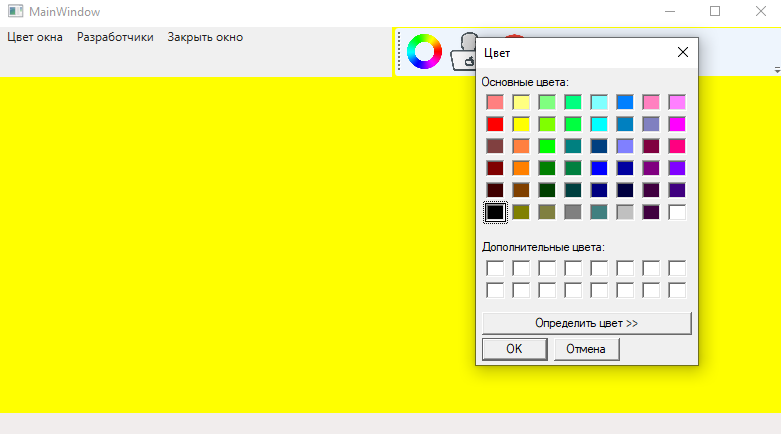 MainWindow
Цвет окна Разработчики Закрыть окно
Цвет
Основные цвета:
Дополнительные цвета:
Определить цвет >>
OK Отмена